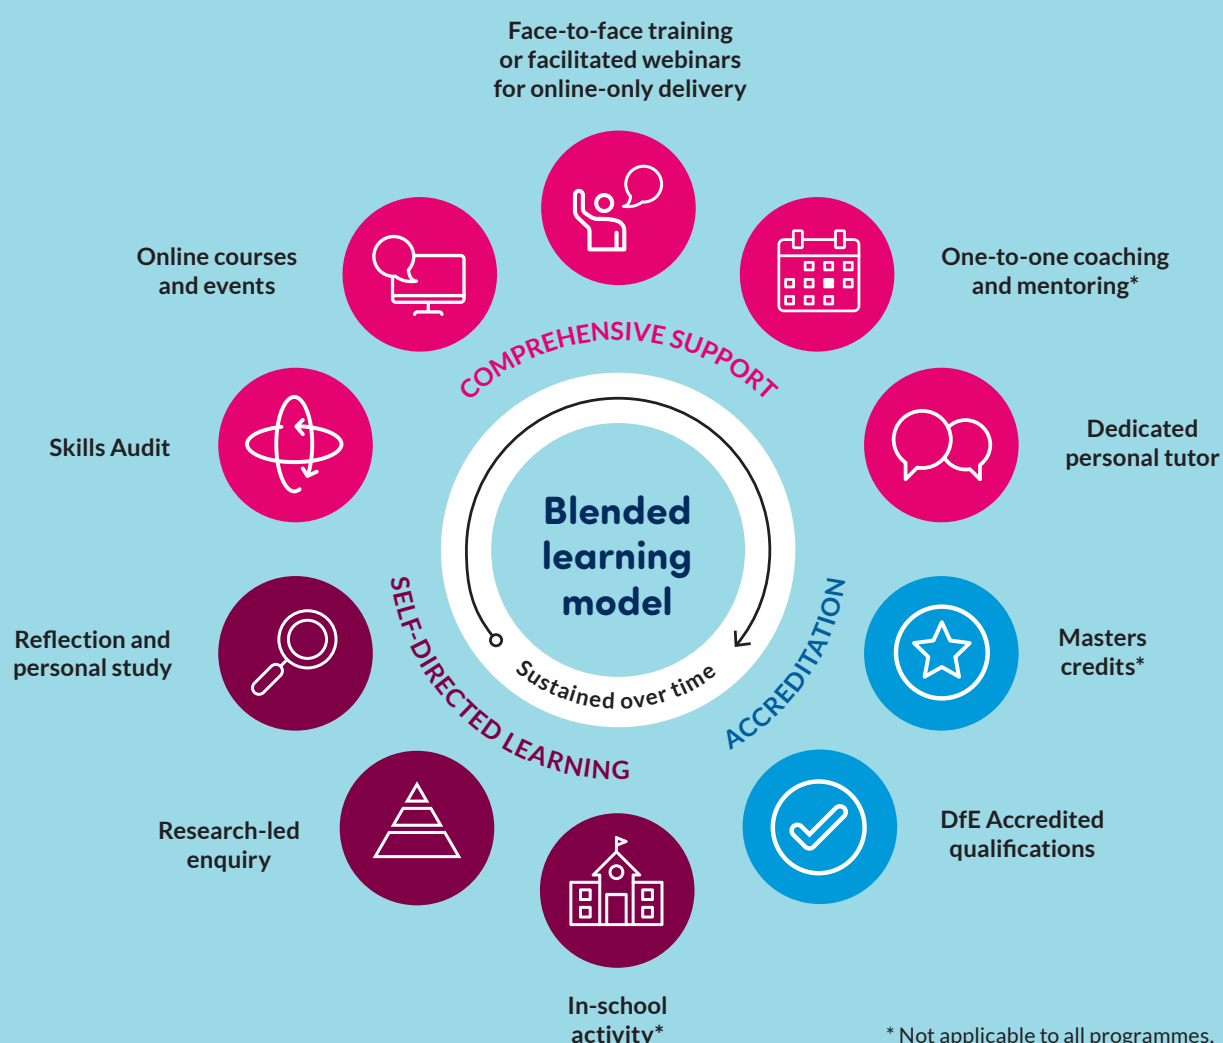 Face-to-face training
or facilitated webinars
for online-only delivery
Online courses
and events
One-to-one coaching
and mentoring*
COMPREHENSIVE SUPPORT
Skills Audit
Dedicated
personal tutor
Blended
learning
model
Sustained over time
SELF-DIRECTED LEARNING
ACCREDITATION
Reflection and
personal study
Masters
credits*
Research-led
enquiry
DfE Accredited
qualifications
In-school
activity*
* Not applicable to all programmes.